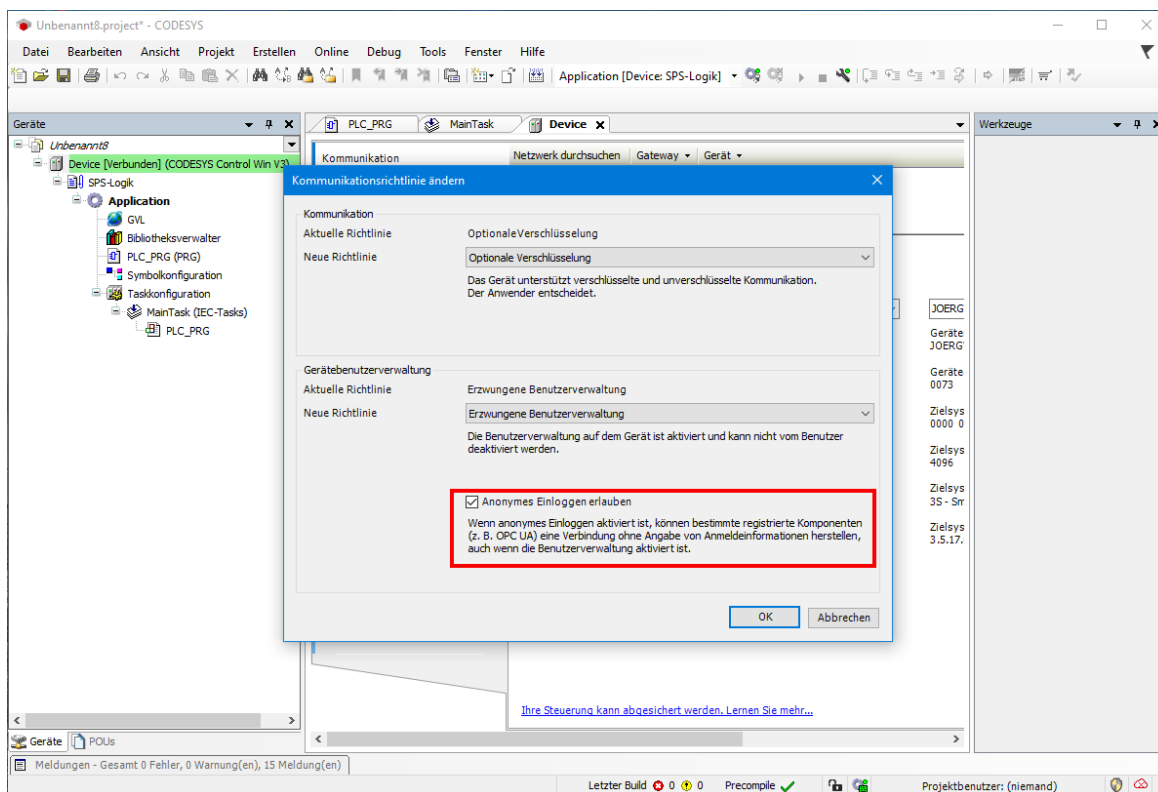 Unbenannt8.project* - CODESYS
Datei Bearbeiten Ansicht Projekt Erstellen Online Debug Tools Fenster Hilfe
Application [Device: SPS-Logik]
Geräte
PLC_PRG MainTask Device
Werkzeuge
Unbenannt8
Device [Verbunden] (CODESYS Control Win V3)
SPS-Logik
Application
GVL
Bibliotheksverwalter
PLC_PRG (PRG)
Symbolkonfiguration
Taskkonfiguration
MainTask (IEC-Tasks)
PLC_PRG
Kommunikation
Netzwerk durchsuchen Gateway Gerät
Kommunikationsrichtlinie ändern
Kommunikation
Aktuelle Richtlinie OptionaleVerschlüsselung
Neue Richtlinie Optionale Verschlüsselung
Das Gerät unterstützt verschlüsselte und unverschlüsselte Kommunikation.
Der Anwender entscheidet.
Gerätebenutzerverwaltung
Aktuelle Richtlinie Erzwungene Benutzerverwaltung
Neue Richtlinie Erzwungene Benutzerverwaltung
Die Benutzerverwaltung auf dem Gerät ist aktiviert und kann nicht vom Benutzer
deaktiviert werden.
Anonymes Einloggen erlauben
Wenn anonymes Einloggen aktiviert ist, können bestimmte registrierte Komponenten
(z. B. OPC UA) eine Verbindung ohne Angabe von Anmeldeinformationen herstellen,
auch wenn die Benutzerverwaltung aktiviert ist.
OK Abbrechen
JOERG
Geräte
JOERG
Geräte
0073
Zielsys
0000 0
Zielsys
4096
Zielsys
3S - Sm
Zielsys
3.5.17.
Ihre Steuerung kann abgesichert werden. Lernen Sie mehr...
Geräte POUs
Meldungen - Gesamt 0 Fehler, 0 Warnung(en), 15 Meldung(en)
Letzter Build 0 0 Precompile Projektbenutzer: (niemand)